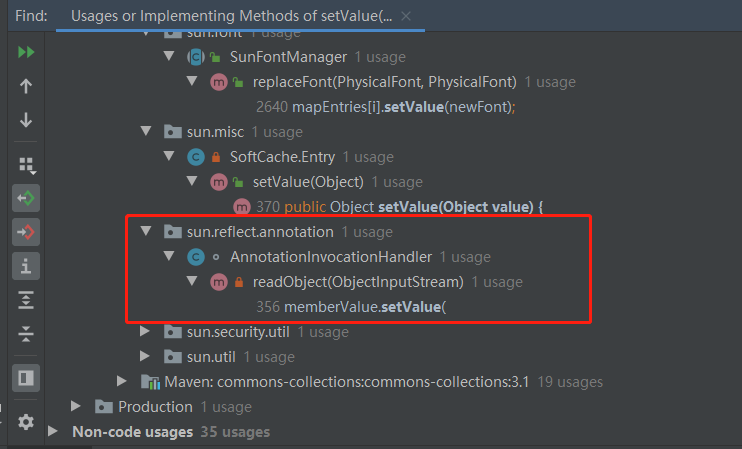 Find: Usages or Implementing Methods of setValue(... ×
sun.font 1 usage
SunFontManager 1 usage
replaceFont(PhysicalFont, PhysicalFont) 1 usage
2640 mapEntries[i].setValue(newFont);
sun.misc 1 usage
SoftCache.Entry 1 usage
setValue(Object) 1 usage
370 public Object setValue(Object value) {
sun.reflect.annotation 1 usage
AnnotationInvocationHandler 1 usage
readObject(ObjectInputStream) 1 usage
356 memberValue.setValue(
sun.security.util 1 usage
sun.util 1 usage
Maven: commons-collections:commons-collections:3.1 19 usages
Production 1 usage
Non-code usages 35 usages